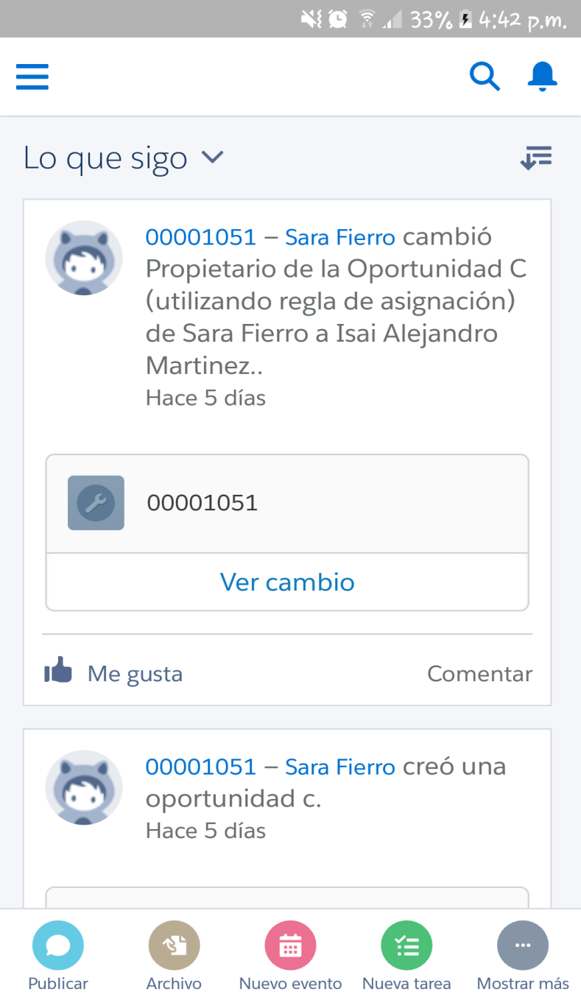 33% 4:42 p.m.
Lo que sigo
00001051 – Sara Fierro cambió
Propietario de la Oportunidad C
(utilizando regla de asignación)
de Sara Fierro a Isai Alejandro
Martinez..
Hace 5 días
00001051
Ver cambio
Me gusta Comentar
00001051 – Sara Fierro creó una
oportunidad c.
Hace 5 días
Publicar Archivo Nuevo evento Nueva tarea Mostrar más